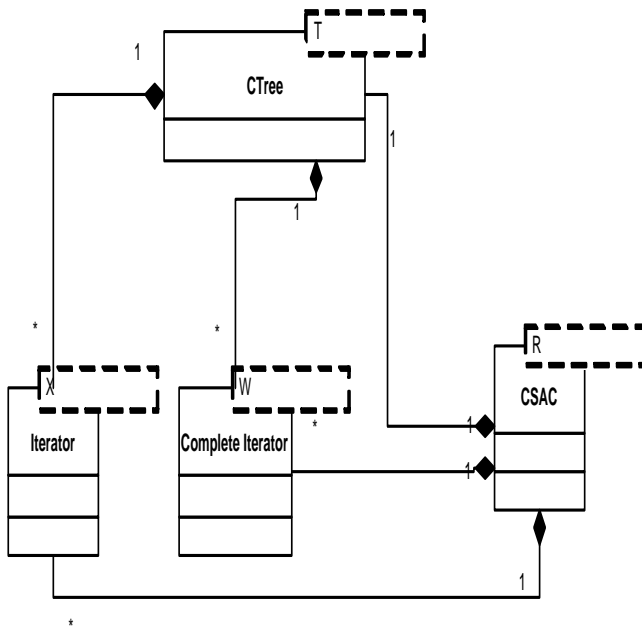 T
1
CTree
1
1
*
*
R
X
W
CSAC
*
1
Iterator
Complete Iterator
1
1
*